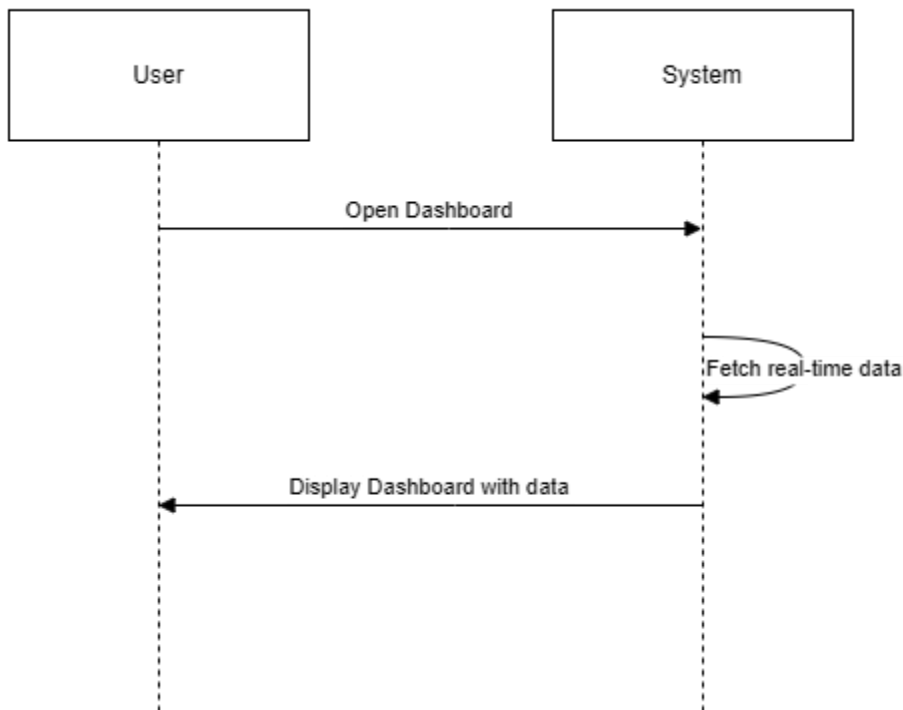 User
System
Open Dashboard
Fetch real-time data
Display Dashboard with data